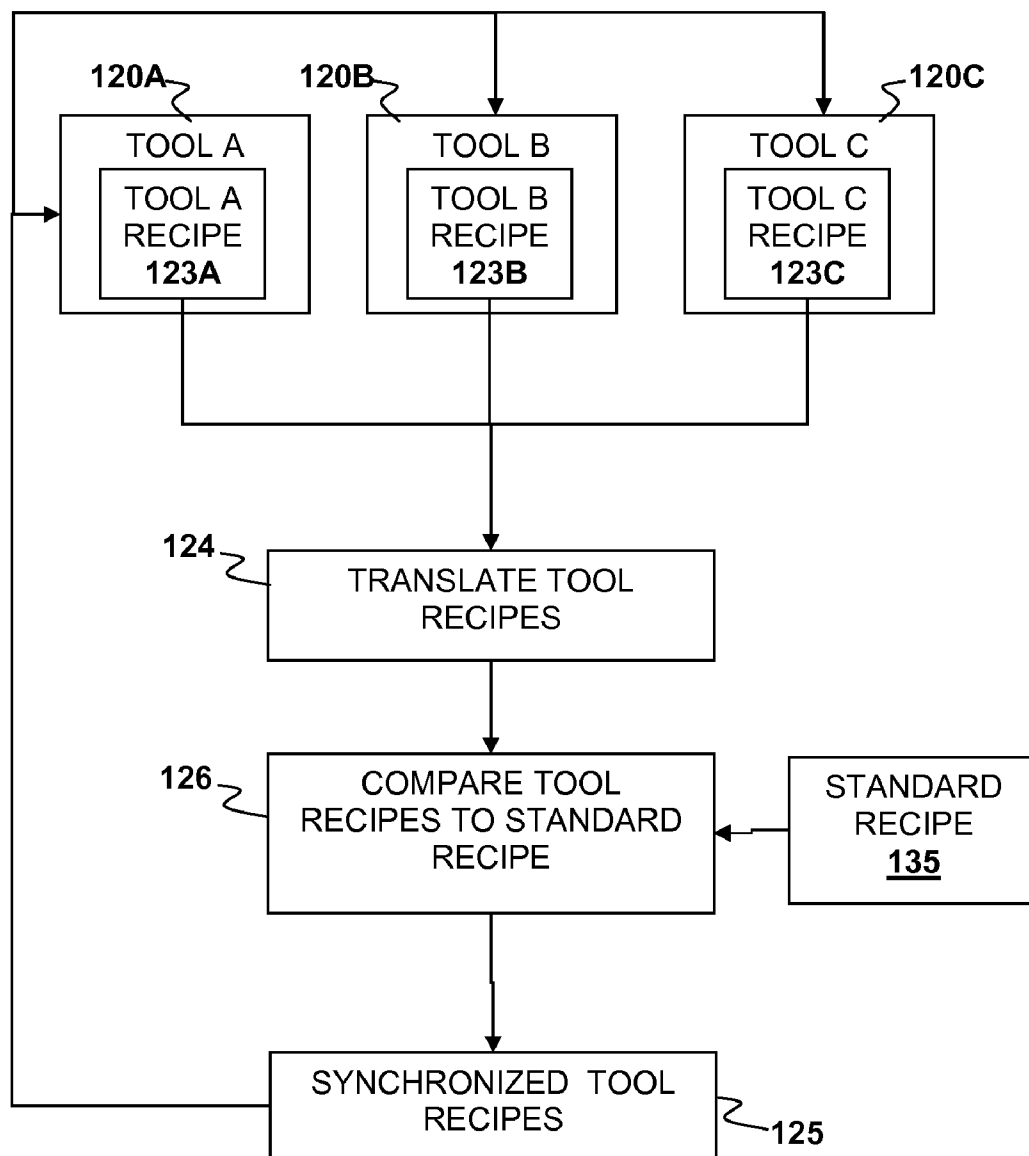 120A
120B
120C
TOOL A
TOOL A
RECIPE
123A
TOOL B
TOOL B
RECIPE
123B
TOOL C
TOOL C
RECIPE
123C
124
TRANSLATE TOOL
RECIPES
126
COMPARE TOOL
RECIPES TO STANDARD
RECIPE
STANDARD
RECIPE
135
SYNCHRONIZED TOOL
RECIPES
125